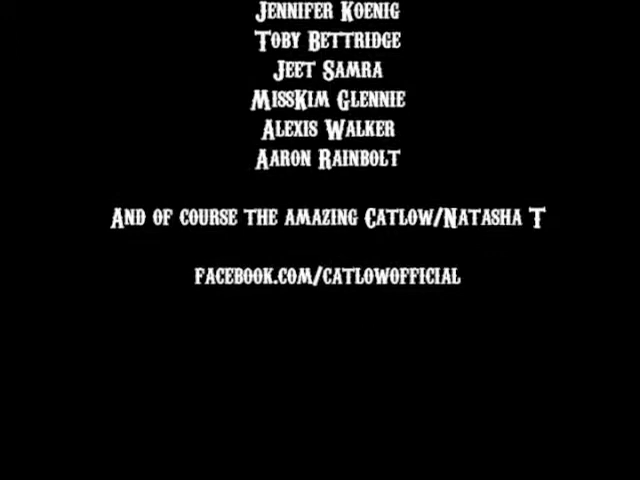 Jennifer Koenig
Toby Bettridge
Jeet Samra
MissKim Glennie
Alexis Walker
Aaron Rainbolt
And of course the amazing Catlow/Natasha T
facebook.com/catlowofficial